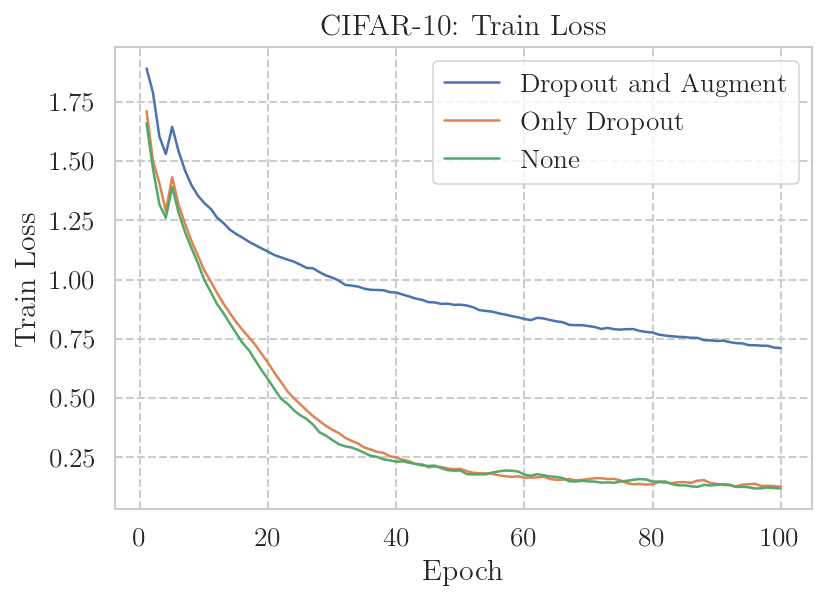 CIFAR-10: Train Loss
Dropout and Augment
Only Dropout
None
Train Loss
1.75
1.50
1.25
1.00
0.75
0.50
0.25
0 20 40 60 80 100
Epoch